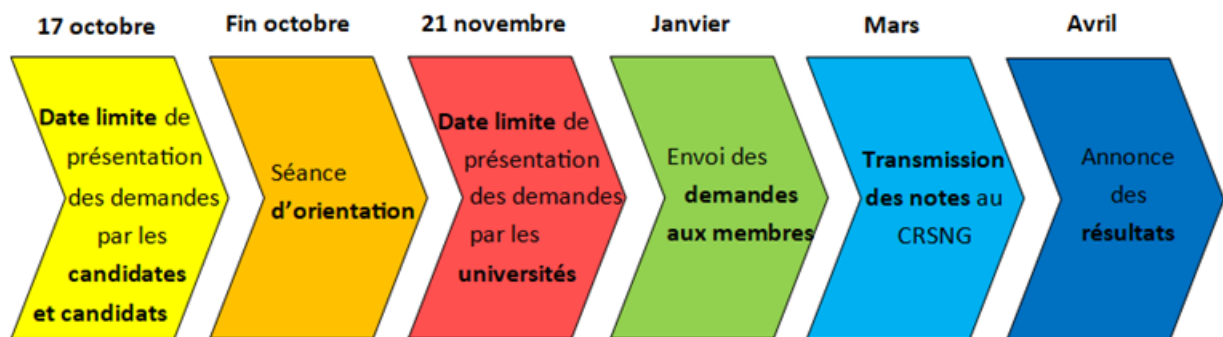 17 octobre
Fin octobre
21 novembre
Janvier
Mars
Avril
Date limite de
présentation
des demandes
par les
candidates
et candidats
Séance
d’orientation
Date limite de
présentation
des demandes
par les
universités
Envoi des
demandes
aux membres
Transmission
des notes au
CRSNG
Annonce
des
résultats